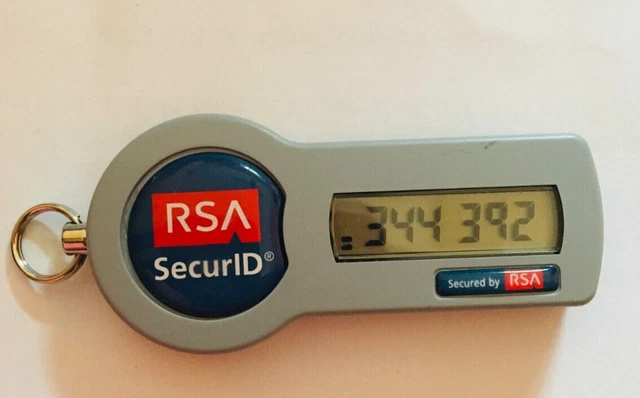 RSA
SecurID®
344 392
Secured by RSA